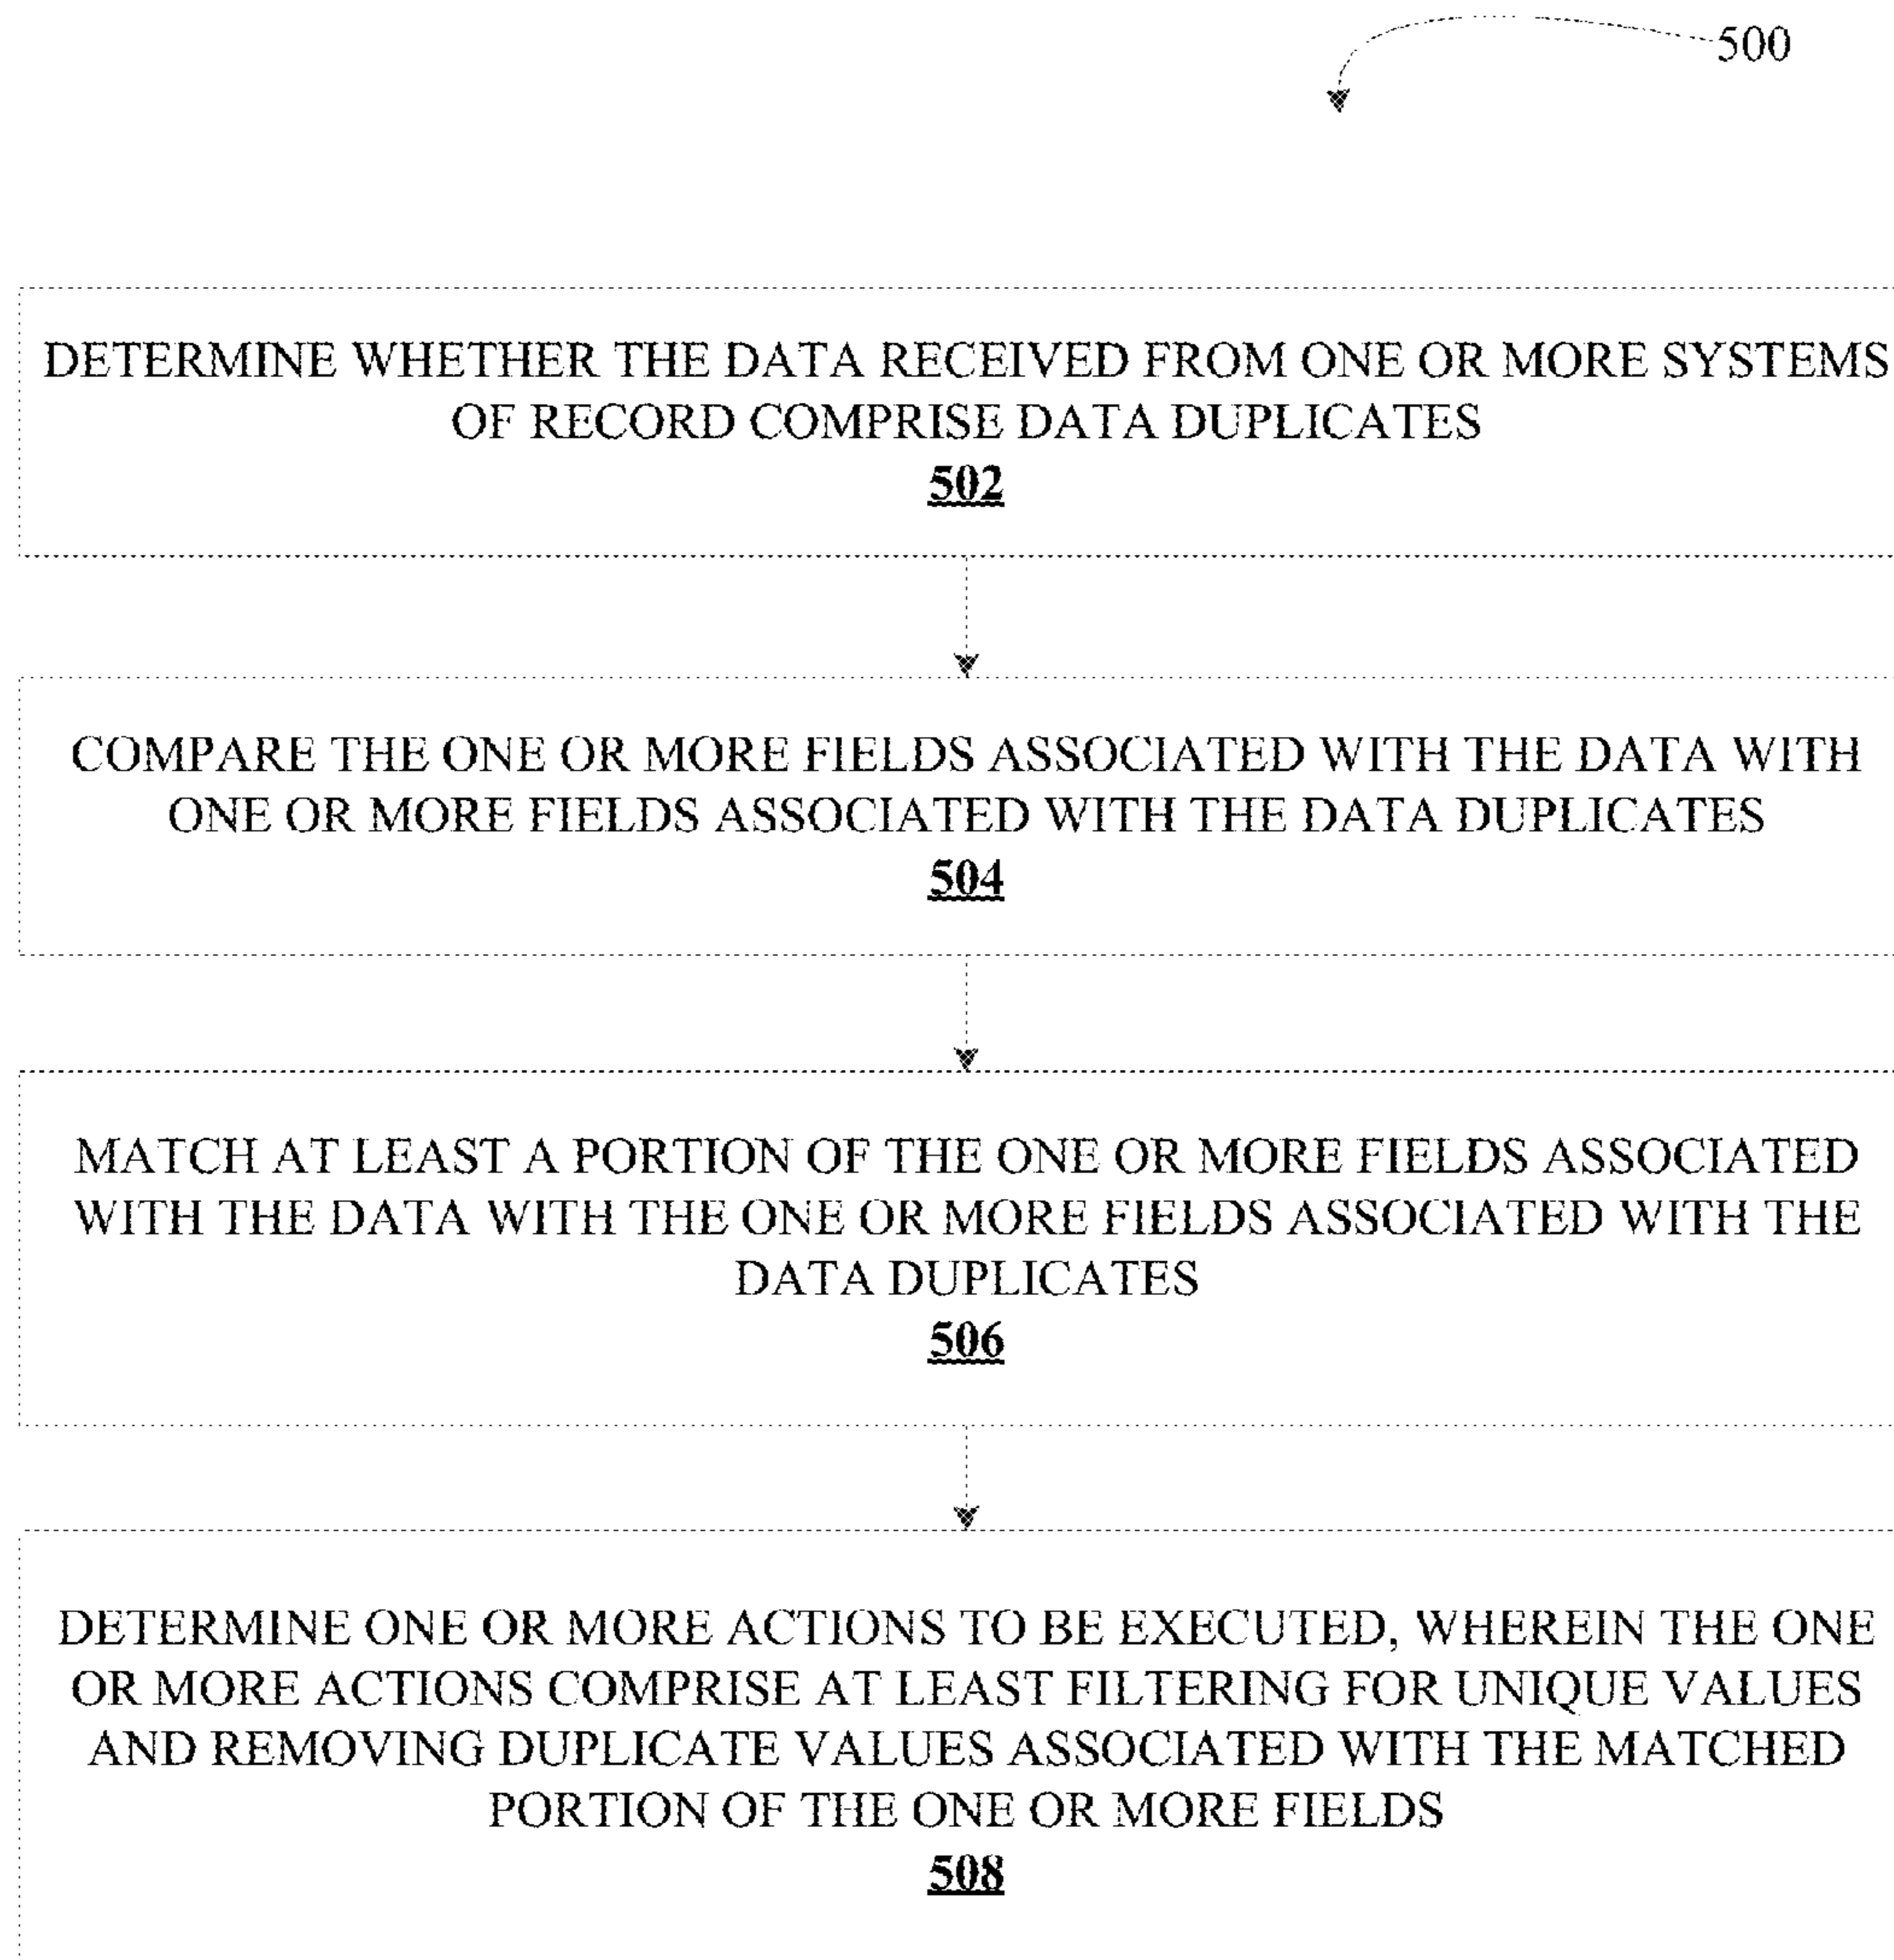 500
DETERMINE WHETHER THE DATA RECEIVED FROM ONE OR MORE SYSTEMS
OF RECORD COMPRISE DATA DUPLICATES
502
COMPARE THE ONE OR MORE FIELDS ASSOCIATED WITH THE DATA WITH
ONE OR MORE FIELDS ASSOCIATED WITH THE DATA DUPLICATES
504
MATCH AT LEAST A PORTION OF THE ONE OR MORE FIELDS ASSOCIATED
WITH THE DATA WITH THE ONE OR MORE FIELDS ASSOCIATED WITH THE
DATA DUPLICATES
506
DETERMINE ONE OR MORE ACTIONS TO BE EXECUTED, WHEREIN THE ONE
OR MORE ACTIONS COMPRISE AT LEAST FILTERING FOR UNIQUE VALUES
AND REMOVING DUPLICATE VALUES ASSOCIATED WITH THE MATCHED
PORTION OF THE ONE OR MORE FIELDS
508